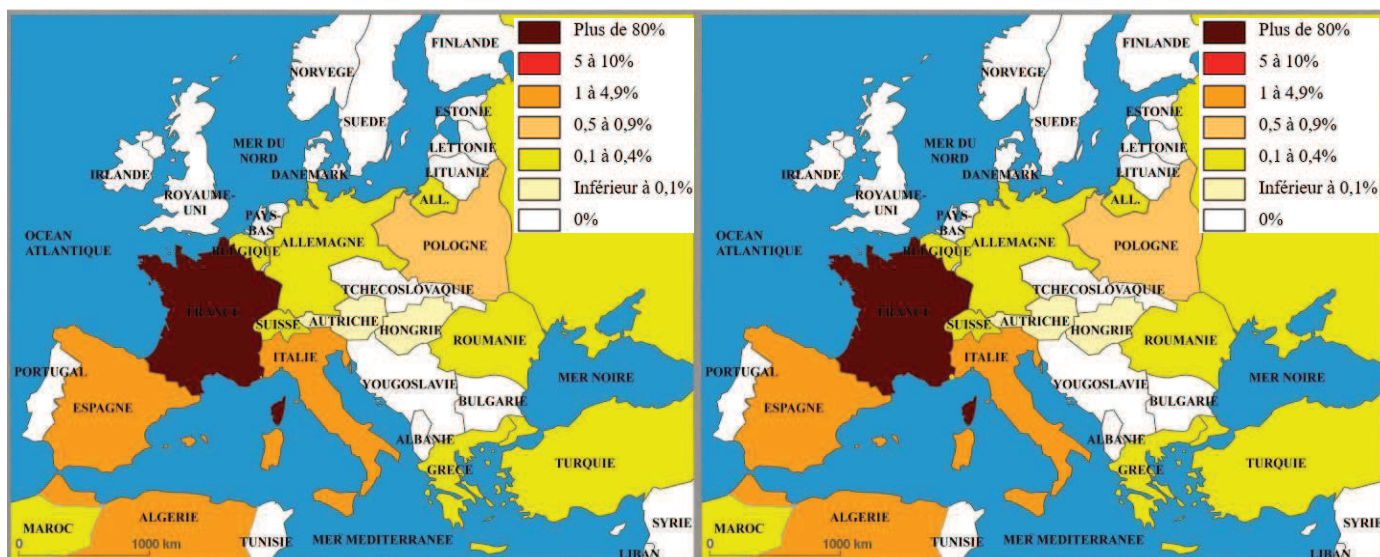 Plus de 80%
5 à 10%
1 à 4,9%
0,5 à 0,9%
0,1 à 0,4%
Inférieur à 0,1%
0%
FINLANDE
NORVEGE
SUEDE
ESTONIE
LETTONIE
LITUANIE
MER DU
NORD
DANEMARK
IRLANDE
ROYAUME-
UNI
PAYS-
BAS
ALL.
OCEAN
ATLANTIQUE
BELGIQUE
ALLEMAGNE
POLOGNE
TCHECOSLOVAQUIE
FRANCE
SUISSE
AUTRICHE
HONGRIE
ROUMANIE
ITALIE
PORTUGAL
ESPAGNE
YOUGOSLAVIE
BULGARIE
MER NOIRE
ALBANIE
GRECE
TURQUIE
MAROC
ALGERIE
TUNISIE
MER MEDITERRANEE
SYRIE
LIBAN
0
1000 km
Plus de 80%
5 à 10%
1 à 4,9%
0,5 à 0,9%
0,1 à 0,4%
Inférieur à 0,1%
0%
FINLANDE
NORVEGE
SUEDE
ESTONIE
LETTONIE
LITUANIE
MER DU
NORD
DANEMARK
IRLANDE
ROYAUME-
UNI
PAYS-
BAS
ALL.
OCEAN
ATLANTIQUE
BELGIQUE
ALLEMAGNE
POLOGNE
TCHECOSLOVAQUIE
FRANCE
SUISSE
AUTRICHE
HONGRIE
ROUMANIE
ITALIE
PORTUGAL
ESPAGNE
YOUGOSLAVIE
BULGARIE
MER NOIRE
ALBANIE
GRECE
TURQUIE
MAROC
ALGERIE
TUNISIE
MER MEDITERRANEE
SYRIE
LIBAN
0
1000 km